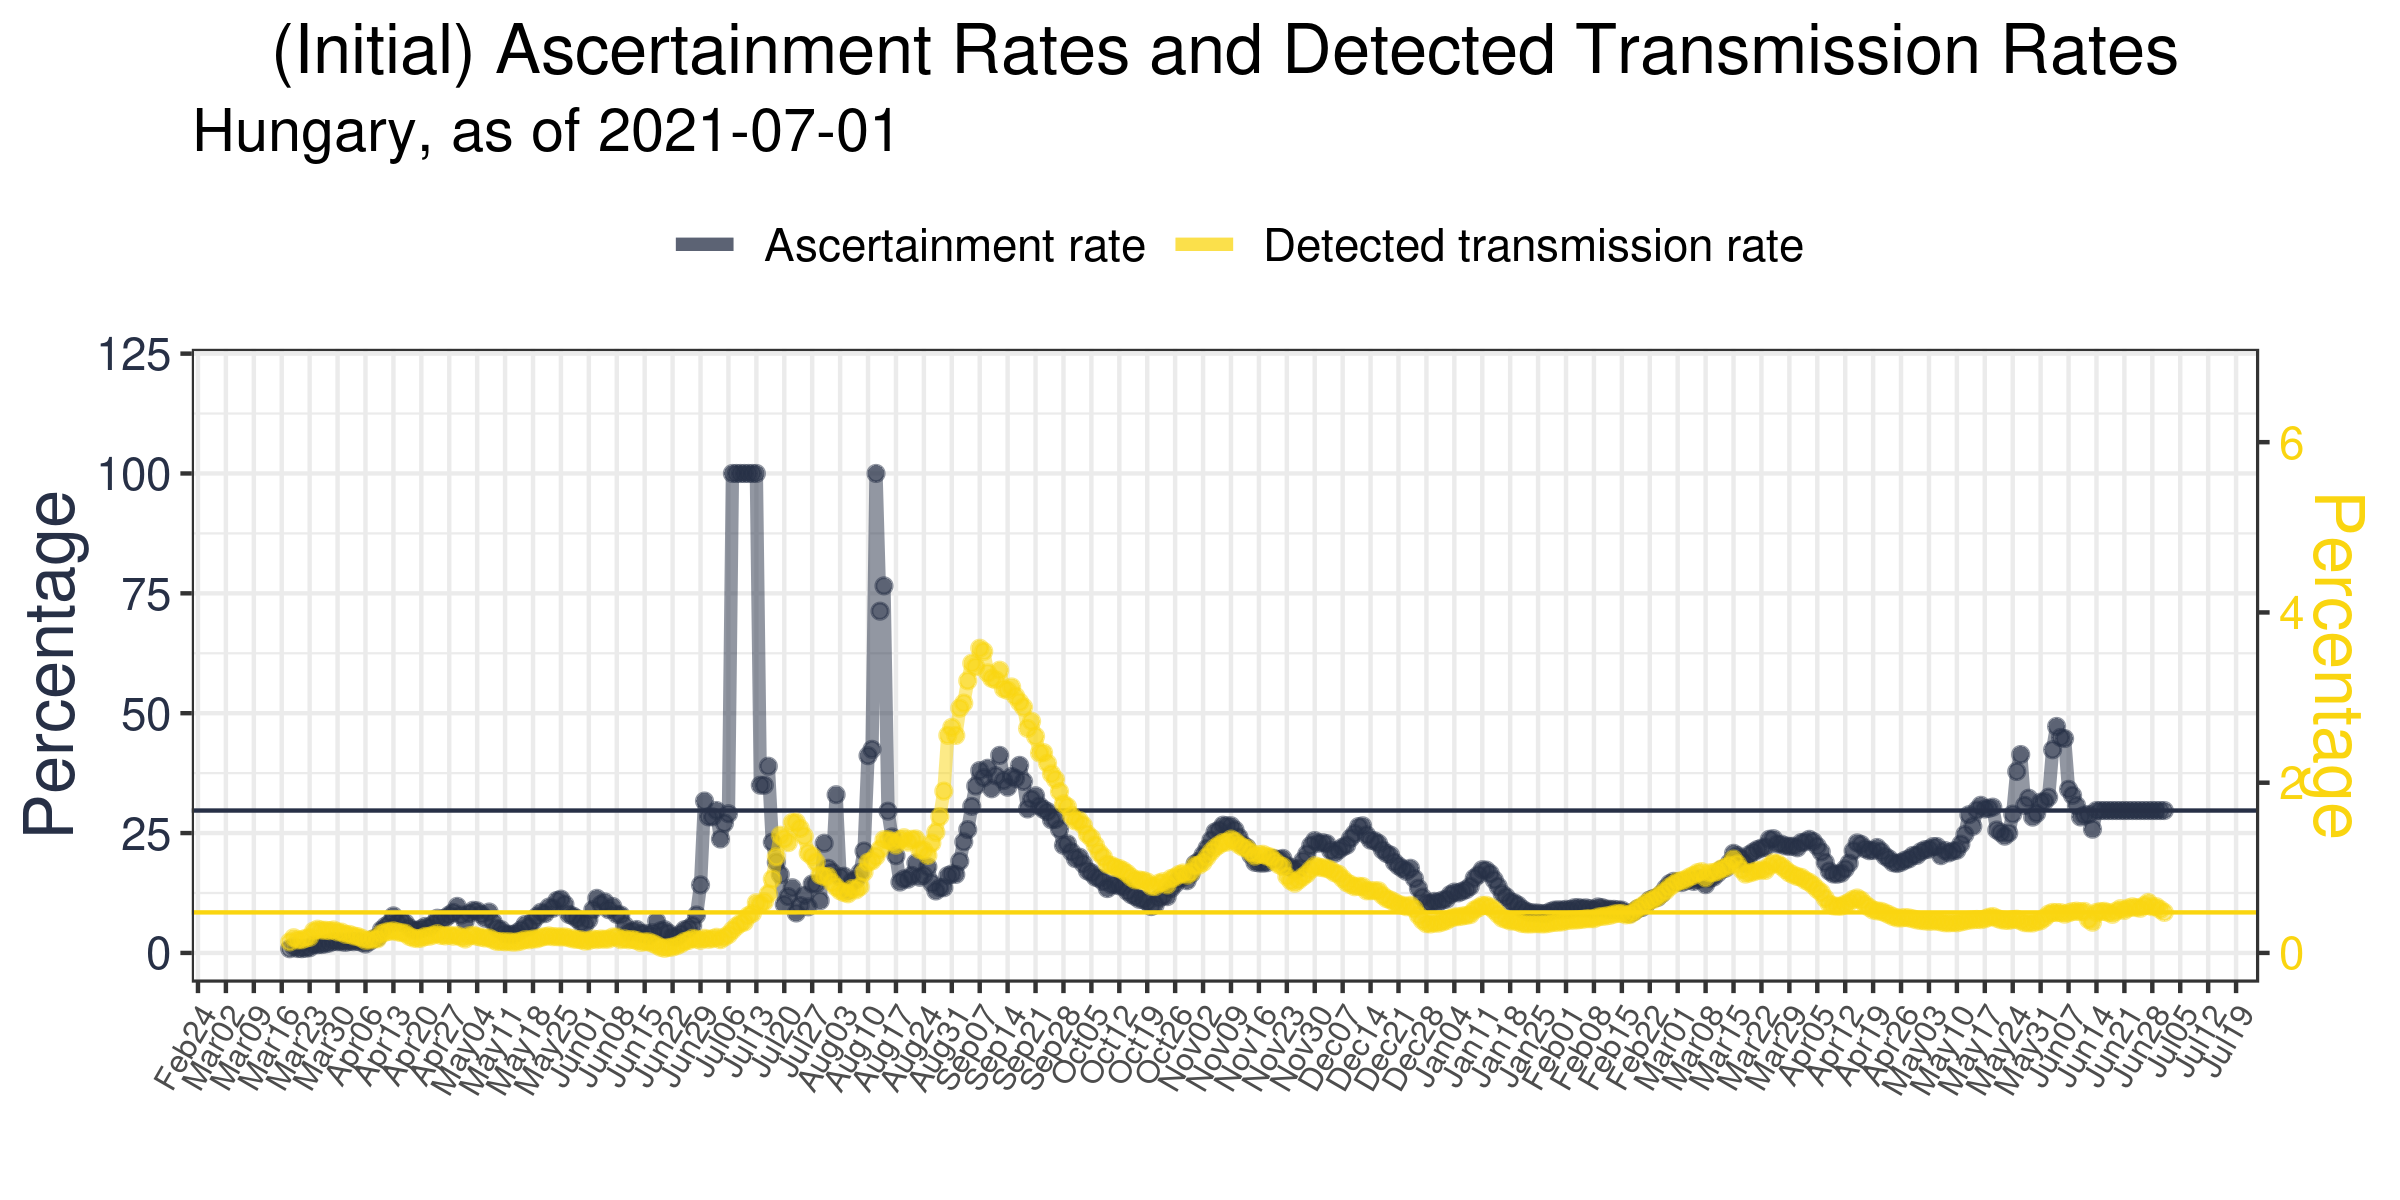 (Initial) Ascertainment Rates and Detected Transmission Rates
Hungary, as of 2021-07-01
Ascertainment rate
Detected transmission rate
Percentage
125
100
75
50
25
0
6
4
2
0
Percentage
Feb24
Mar02
Mar09
Mar16
Mar23
Mar30
Apr06
Apr13
Apr20
Apr27
May04
May11
May18
May25
Jun01
Jun08
Jun15
Jun22
Jun29
Jul06
Jul13
Jul20
Jul27
Aug03
Aug10
Aug17
Aug24
Aug31
Sep07
Sep14
Sep21
Sep28
Oct05
Oct12
Oct19
Oct26
Nov02
Nov09
Nov16
Nov23
Nov30
Dec07
Dec14
Dec21
Dec28
Jan04
Jan11
Jan18
Jan25
Feb01
Feb08
Feb15
Feb22
Mar01
Mar08
Mar15
Mar22
Mar29
Apr05
Apr12
Apr19
Apr26
May03
May10
May17
May24
May31
Jun07
Jun14
Jun21
Jun28
Jul05
Jul12
Jul19